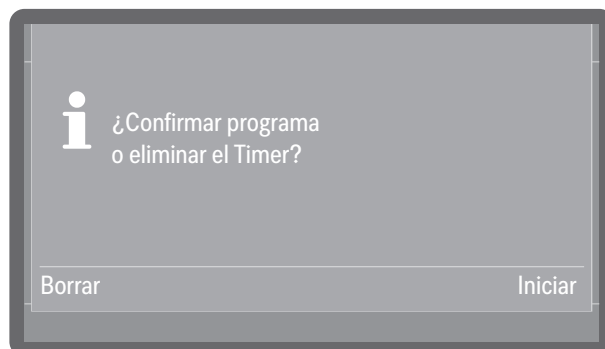 ¿Confirmar programa
o eliminar el Timer?
Borrar
Iniciar